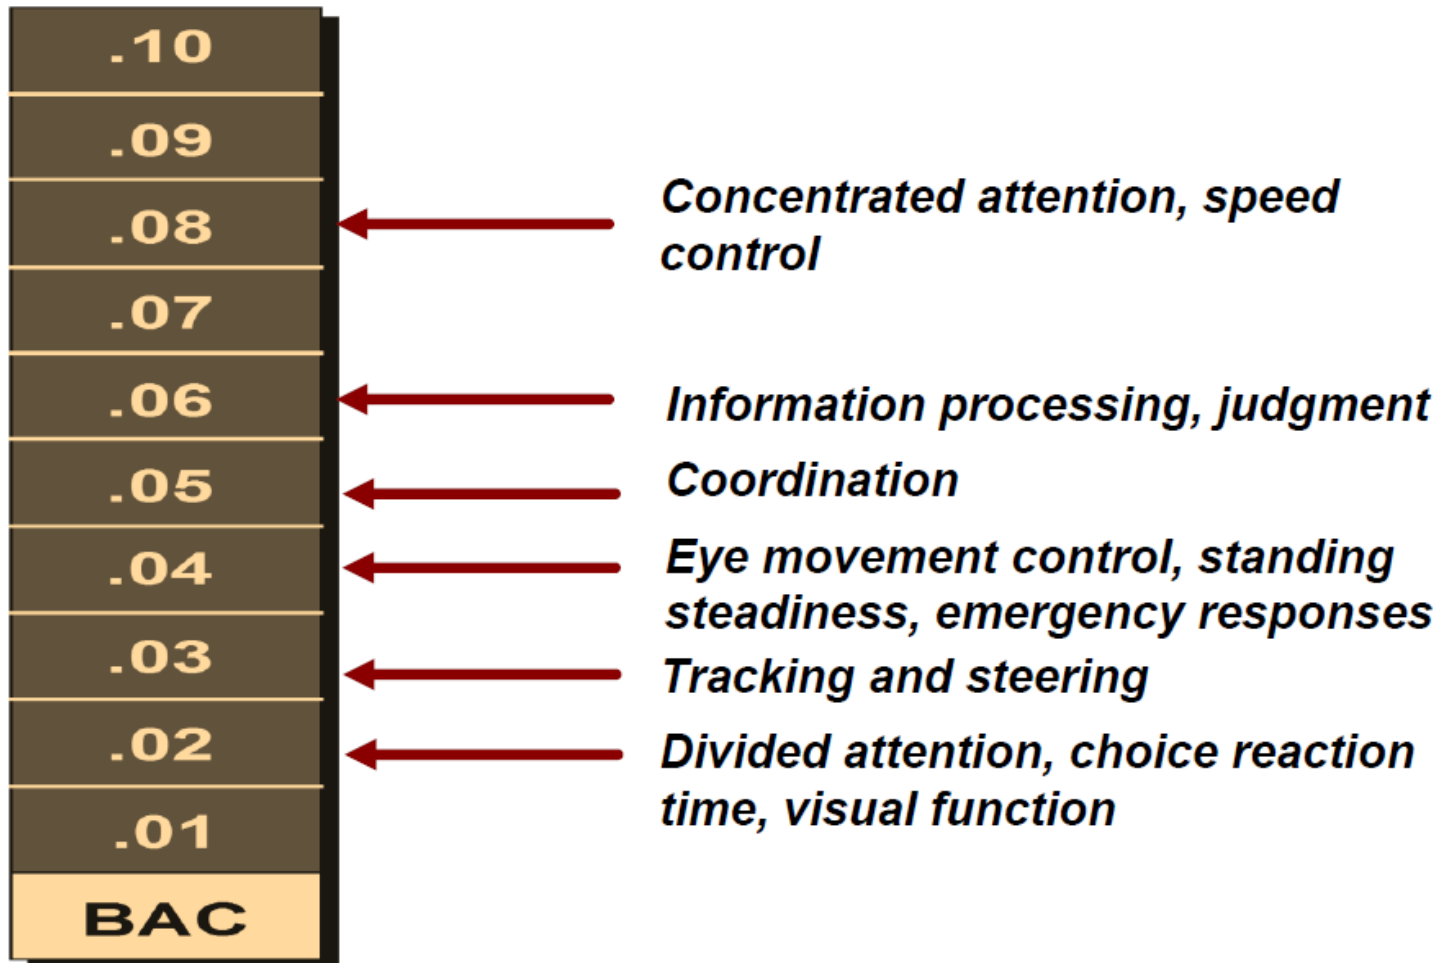 .10
.09
.08
Concentrated attention, speed
control
.07
.06
Information processing, judgment
.05
Coordination
.04
Eye movement control, standing
steadiness, emergency responses
.03
Tracking and steering
.02
Divided attention, choice reaction
time, visual function
.01
BAC